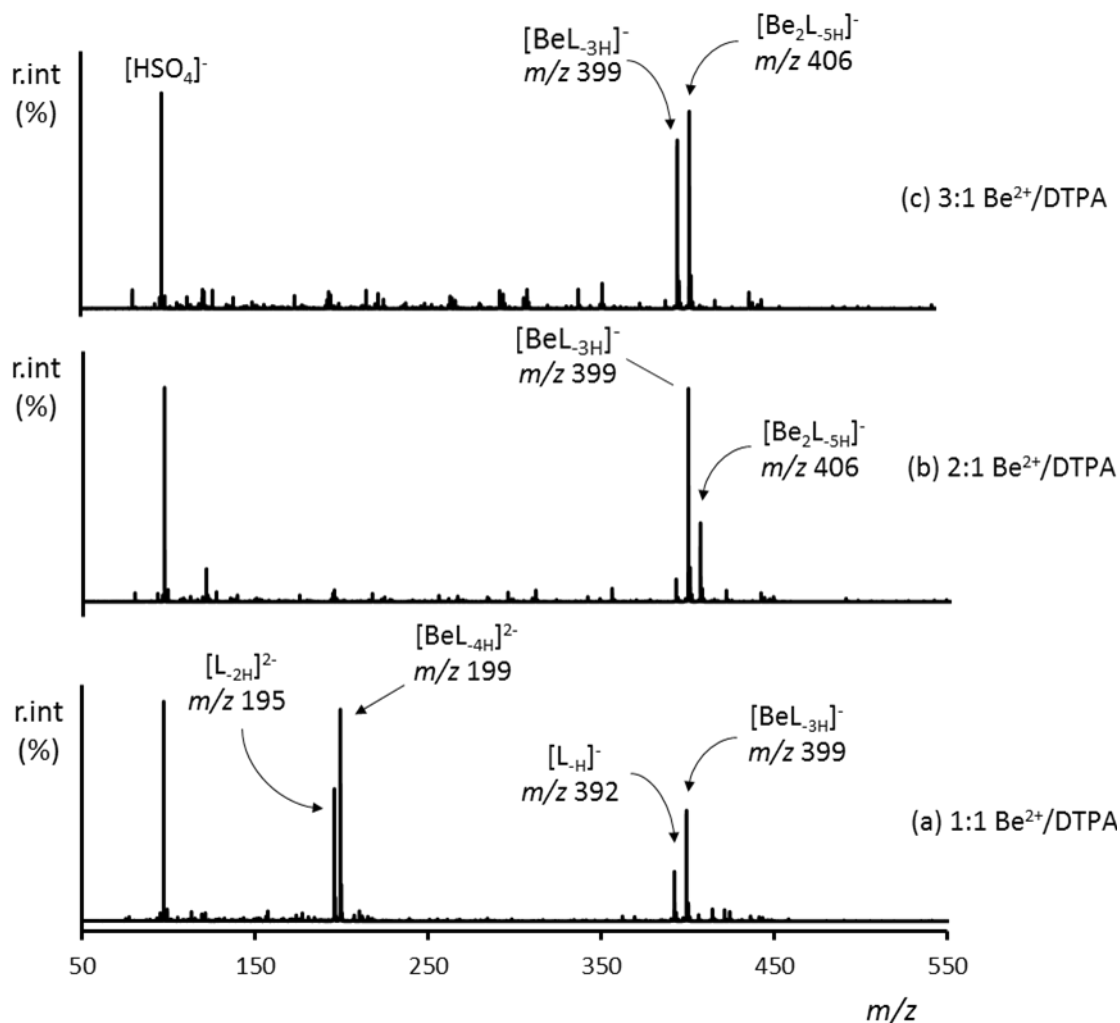 [HSO₄]⁻
[BeL₋₃H]⁻
m/z 399
[Be₂L₋₅H]⁻
m/z 406
r.int
(%)
(c) 3:1 Be²⁺/DTPA
[BeL₋₃H]⁻
m/z 399
r.int
(%)
[Be₂L₋₅H]⁻
m/z 406
(b) 2:1 Be²⁺/DTPA
[L₋₂H]²⁻
m/z 195
[BeL₋₄H]²⁻
m/z 199
r.int
(%)
[L₋H]⁻
m/z 392
[BeL₋₃H]⁻
m/z 399
(a) 1:1 Be²⁺/DTPA
50 150 250 350 450 550
m/z